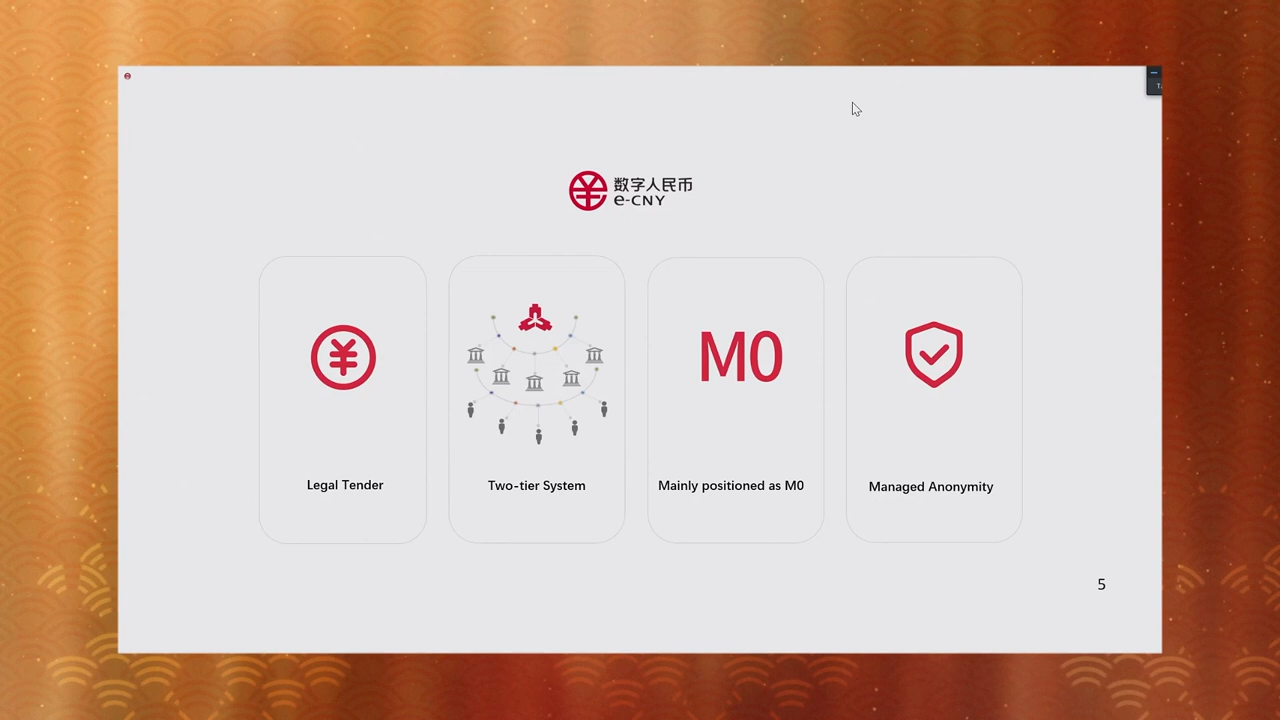 数字人民币
e-CNY
M0
Legal Tender
Two-tier System
Mainly positioned as M0
Managed Anonymity
5